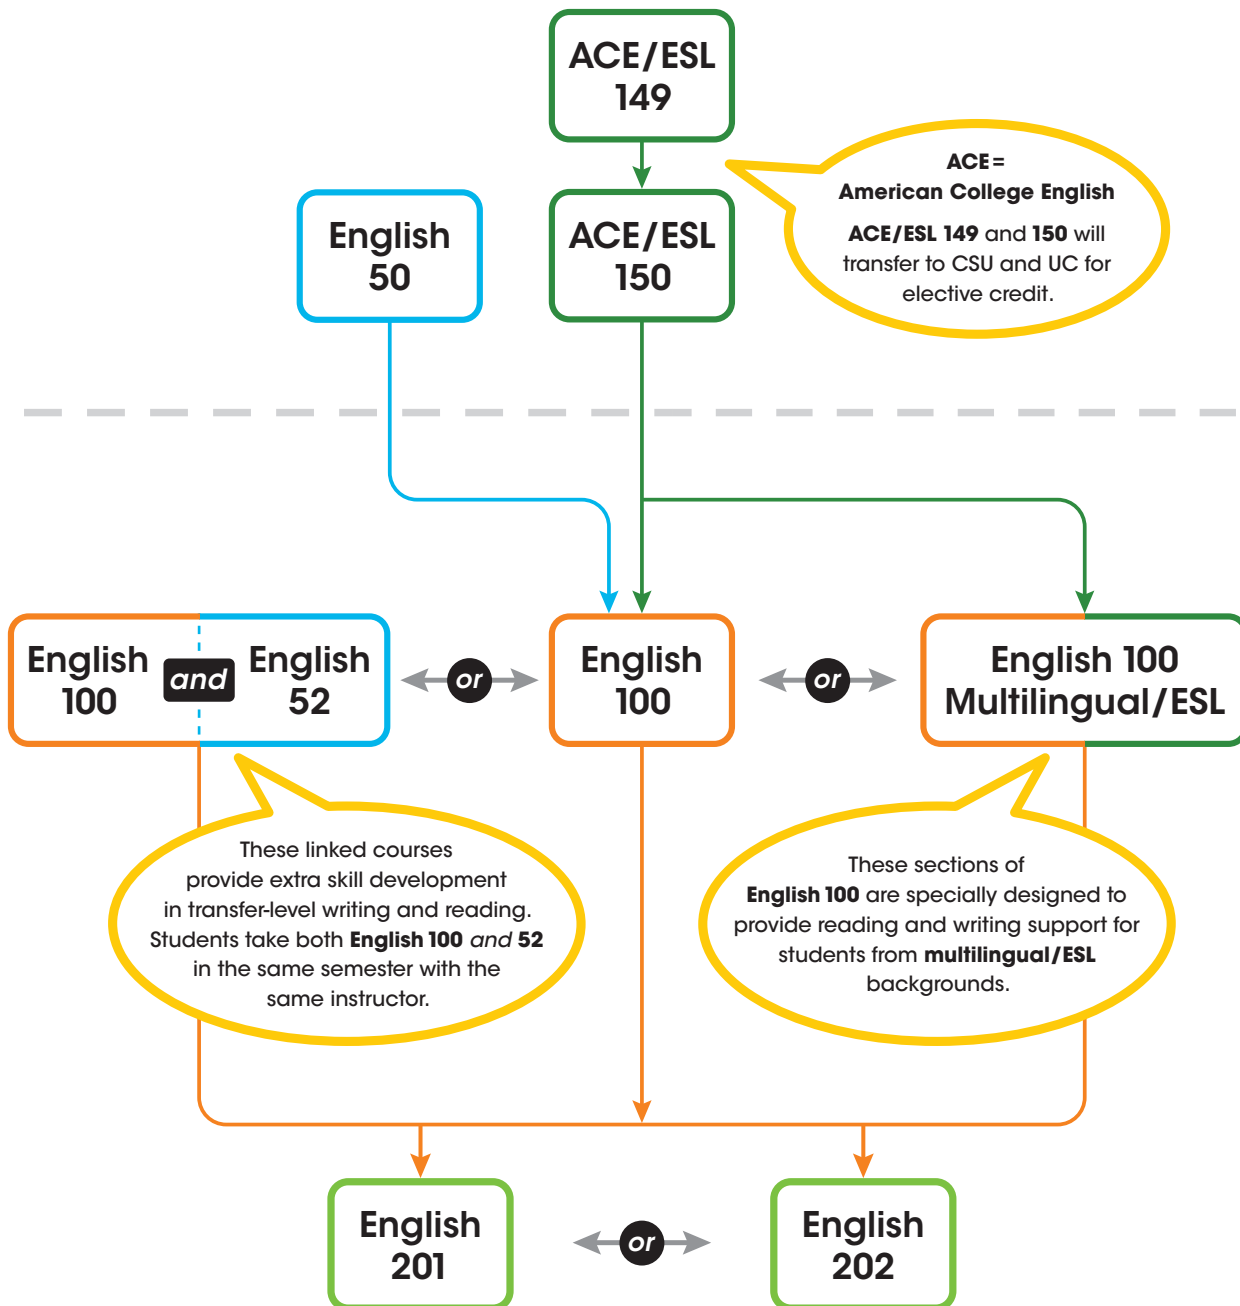 ACE/ESL
149
ACE =
American College English
ACE/ESL 149 and 150 will
transfer to CSU and UC for
elective credit.
English
50
ACE/ESL
150
English
100
and
English
52
or
English
100
or
English 100
Multilingual/ESL
These linked courses
provide extra skill development
in transfer-level writing and reading.
Students take both English 100 and 52
in the same semester with the
same instructor.
These sections of
English 100 are specially designed to
provide reading and writing support for
students from multilingual/ESL
backgrounds.
English
201
or
English
202